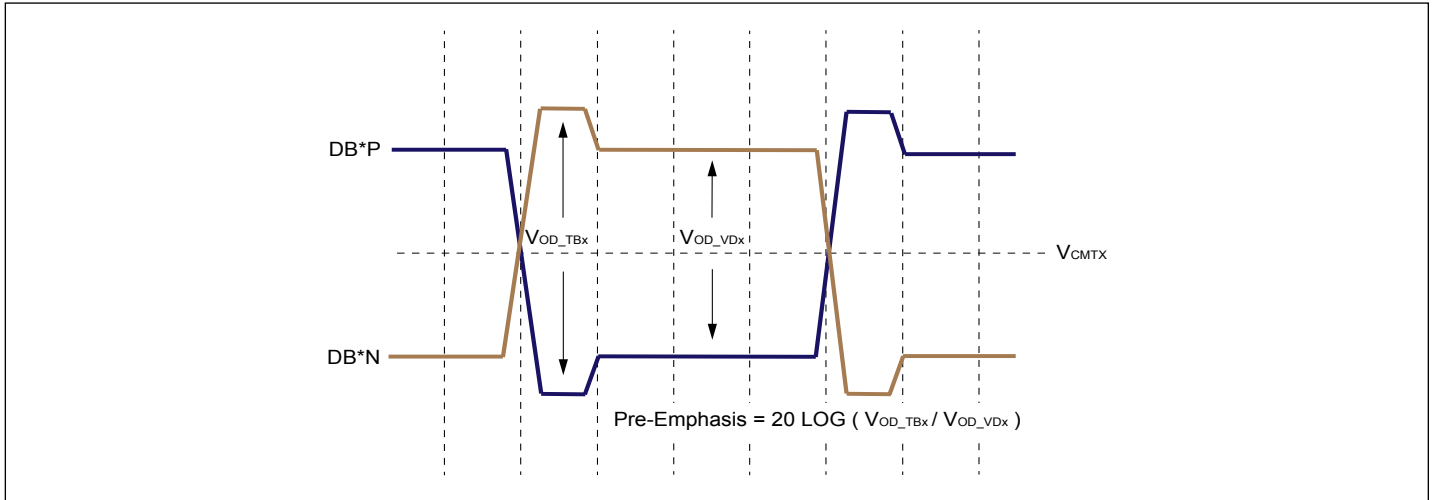 DB*P
VOD_TBx
VOD_VDx
VCMTX
DB*N
Pre-Emphasis = 20 LOG ( VOD_TBx / VOD_VDx )